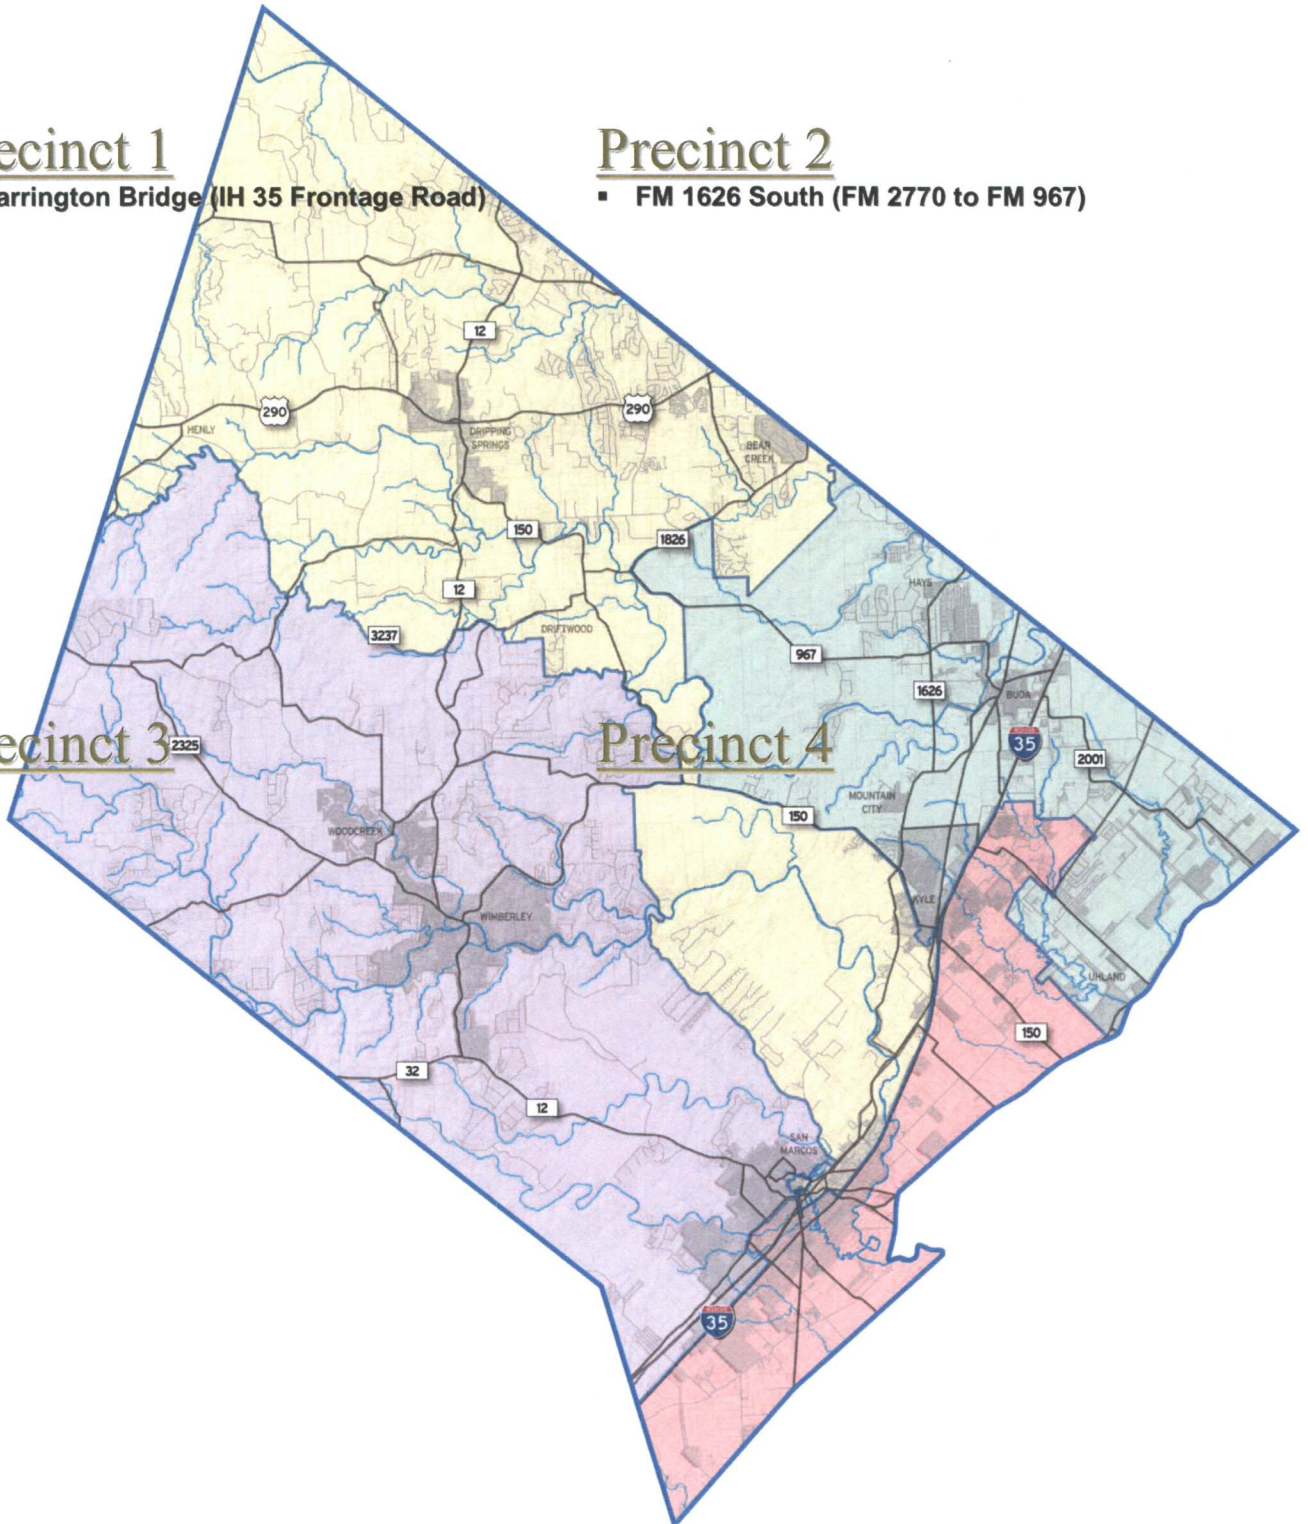 ecinct 1
Precinct 2
arrington Bridge (IH 35 Frontage Road)
▪ FM 1626 South (FM 2770 to FM 967)
12
290
290
HENLY
DRIPPING
SPRINGS
BEAR
CREEK
150
1826
12
HAYS
3237
DRIFTWOOD
967
1626
BUDA
ecinct 3
2325
Precinct 4
35
2001
MOUNTAIN
CITY
150
WOODCREEK
KYLE
WIMBERLEY
UHLAND
150
32
12
SAN
MARCOS
35